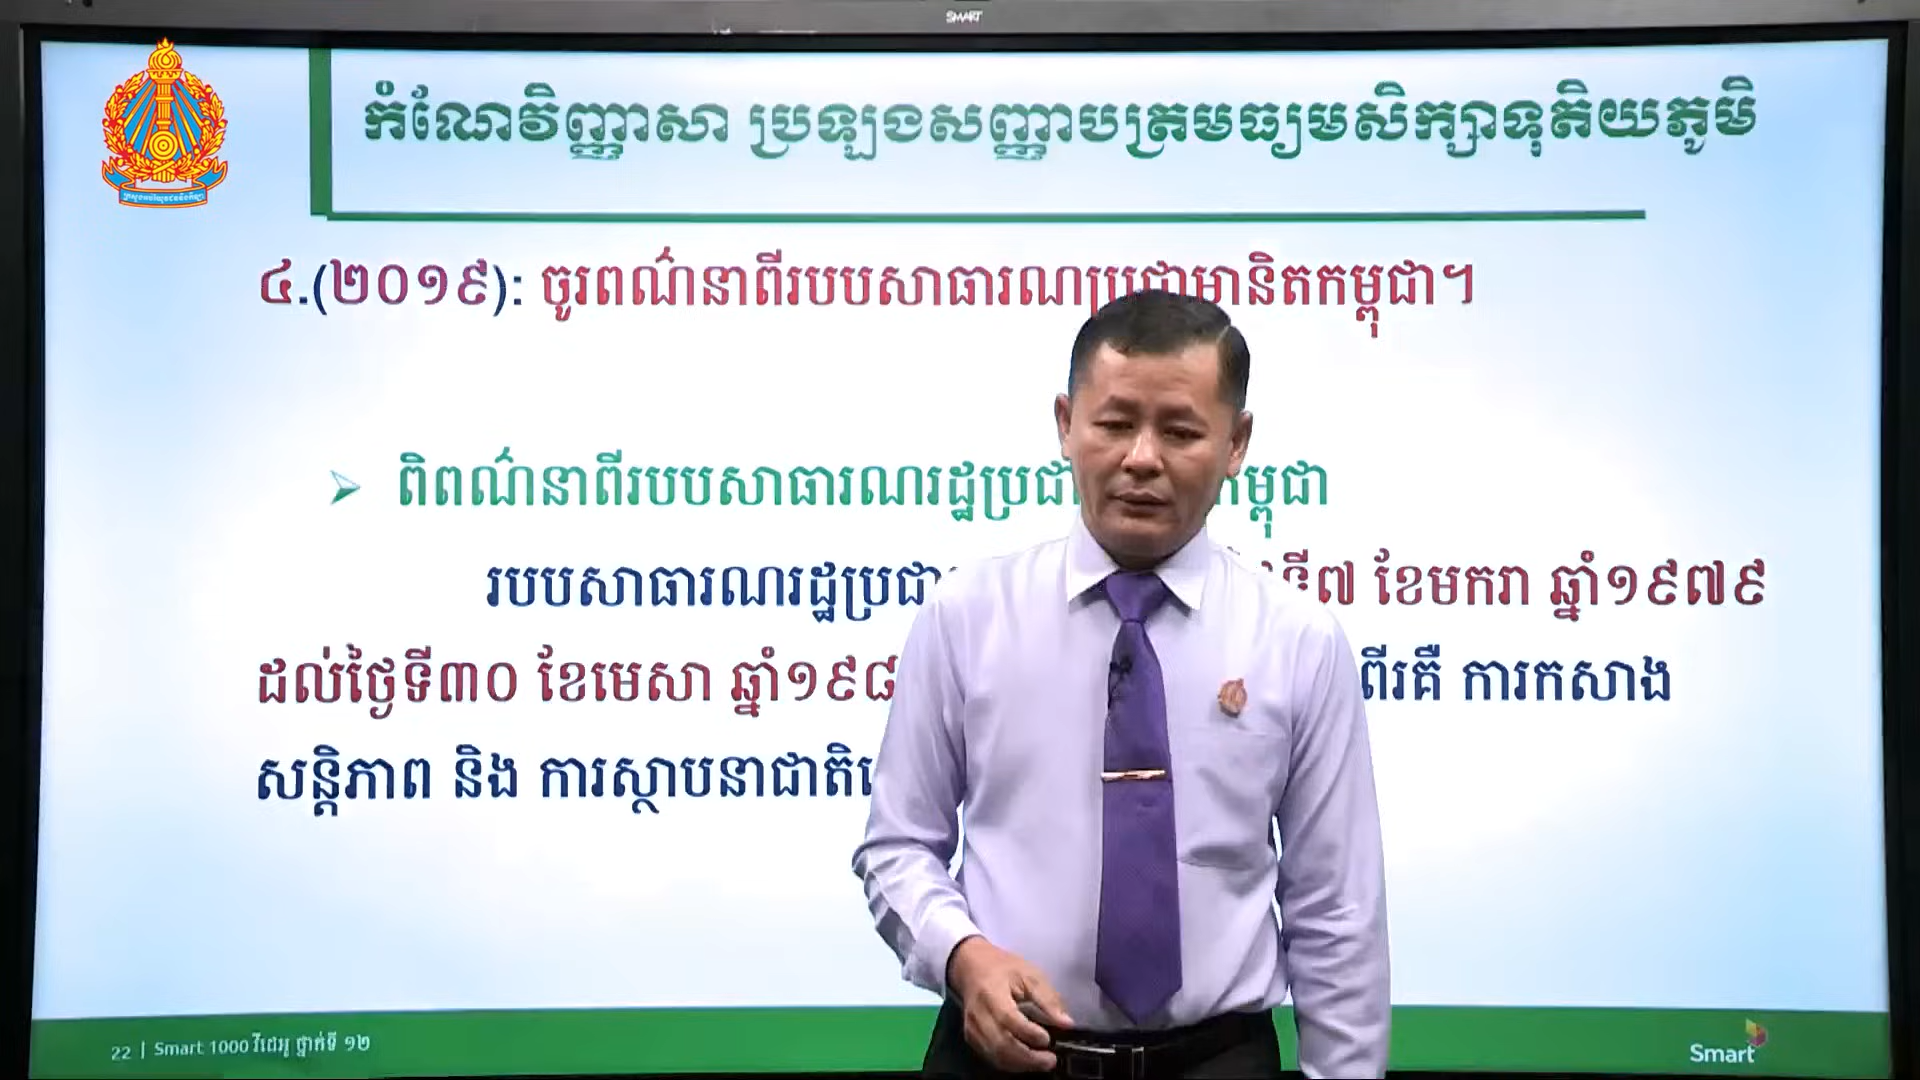 SMART
កំណែវិញ្ញាសា ប្រឡងសញ្ញាបត្រមធ្យមសិក្សាទុតិយភូមិ
៤.(២០១៩): ចូរពណ៌នាពីរបបសាធារណប្រជាមានិតកម្ពុជា។
ពិពណ៌នាពីរបបសាធារណរដ្ឋប្រជា កម្ពុជា
របបសាធារណរដ្ឋប្រជា ទី៧ ខែមករា ឆ្នាំ១៩៧៩
ដល់ថ្ងៃទី៣០ ខែមេសា ឆ្នាំ១៩៨ ពីរគឺ ការកសាង
សន្តិភាព និង ការស្ថាបនាជាតិ
22 | Smart 1000 វីដេអូ ថ្នាក់ទី ១២
Smart